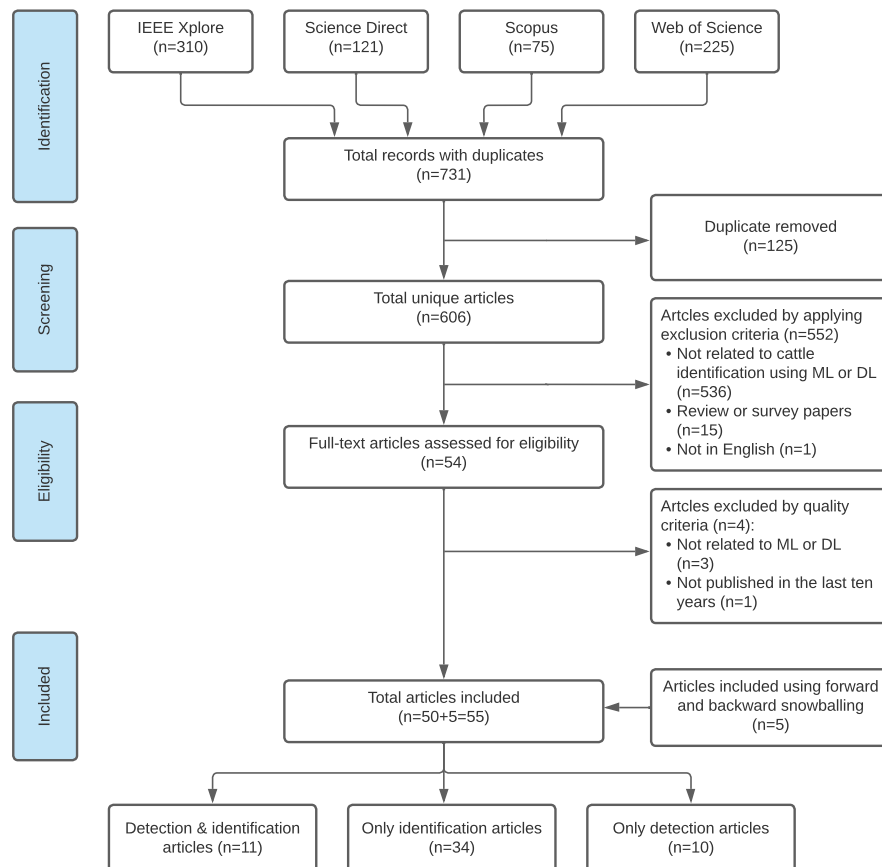 Identification
IEEE Xplore
(n=310)
Science Direct
(n=121)
Scopus
(n=75)
Web of Science
(n=225)
Total records with duplicates
(n=731)
Duplicate removed
(n=125)
Screening
Total unique articles
(n=606)
Artcles excluded by applying
exclusion criteria (n=552)
• Not related to cattle
identification using ML or DL
(n=536)
• Review or survey papers
(n=15)
• Not in English (n=1)
Eligibility
Full-text articles assessed for eligibility
(n=54)
Artcles excluded by quality
criteria (n=4):
• Not related to ML or DL
(n=3)
• Not published in the last ten
years (n=1)
Included
Total articles included
(n=50+5=55)
Articles included using forward
and backward snowballing
(n=5)
Detection & identification
articles (n=11)
Only identification articles
(n=34)
Only detection articles
(n=10)